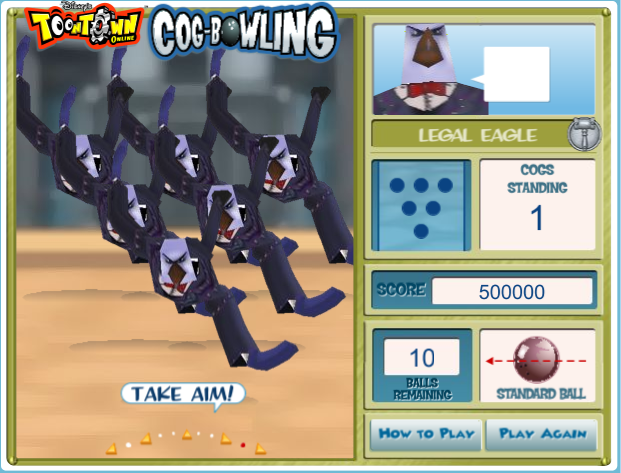 Disney's
TOONTOWN
ONLINE
COG-BOWLING
LEGAL EAGLE
COGS
STANDING
1
SCORE 500000
10
BALLS
REMAINING
STANDARD BALL
TAKE AIM!
HOW TO PLAY
PLAY AGAIN